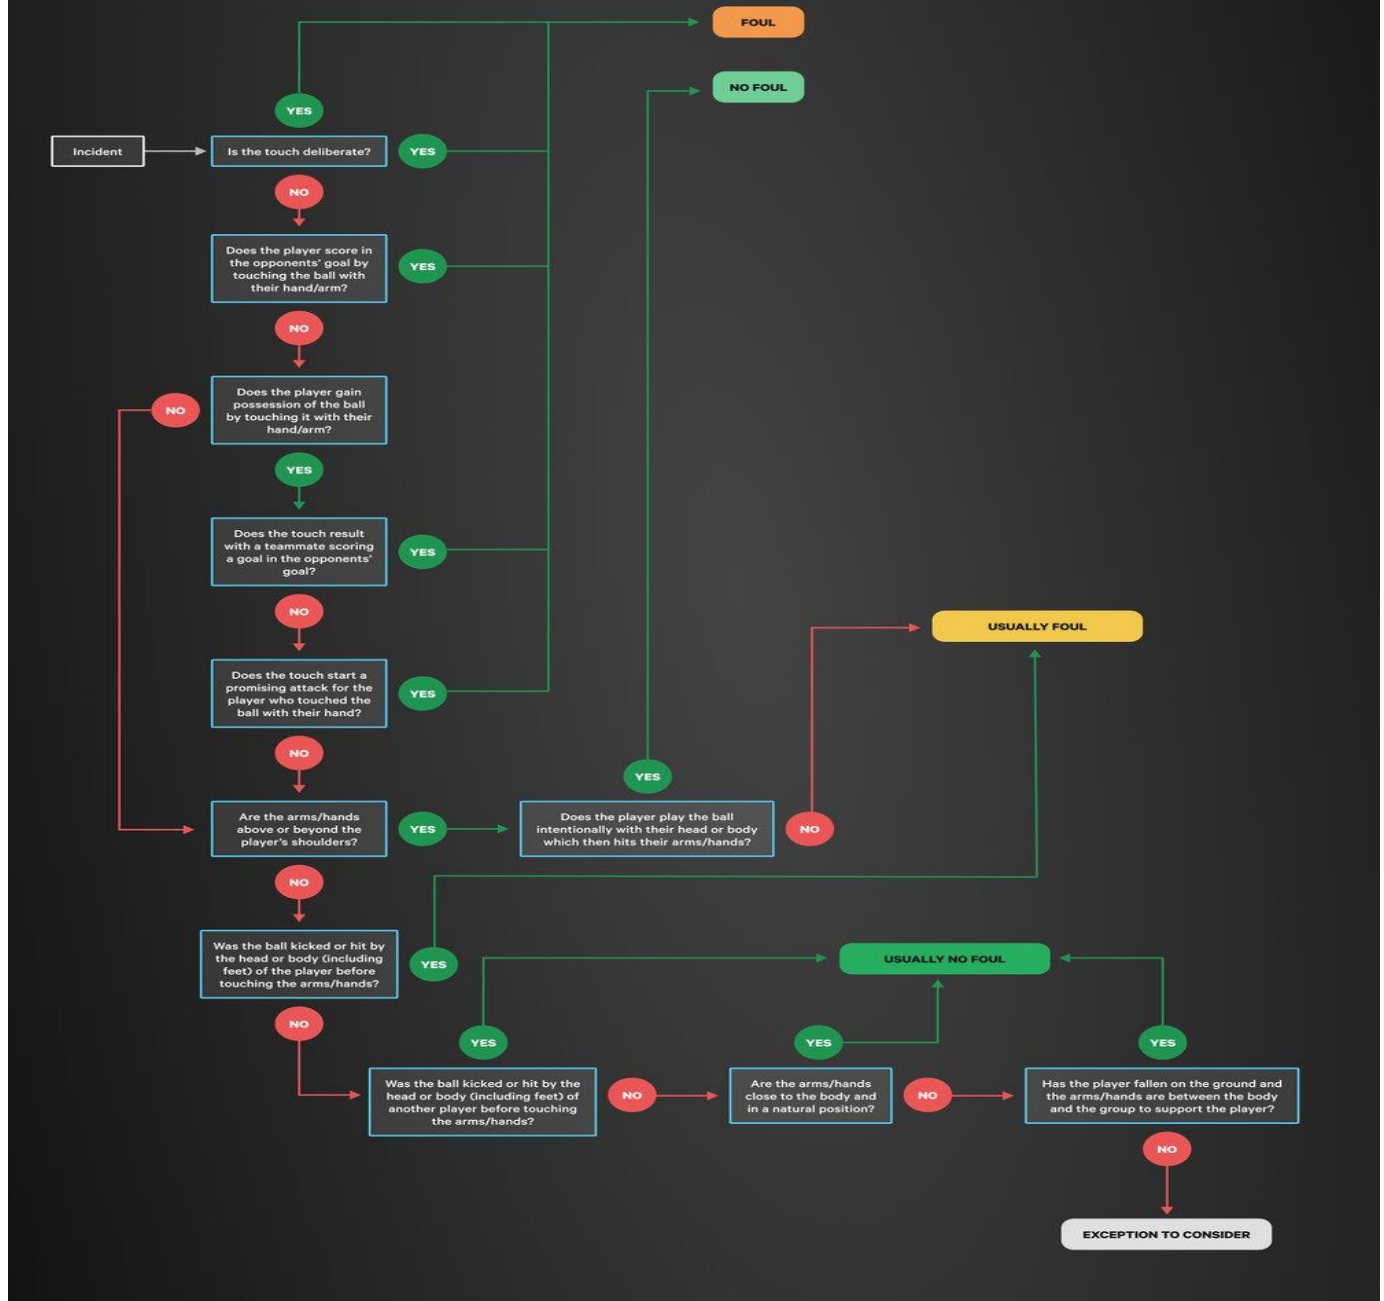 FOUL
NO FOUL
YES
Incident
Is the touch deliberate?
YES
NO
Does the player score in
the opponents' goal by
touching the ball with
their hand/arm?
YES
NO
Does the player gain
possession of the ball
by touching it with their
hand/arm?
NO
YES
Does the touch result
with a teammate scoring
a goal in the opponents'
goal?
YES
NO
Does the touch start a
promising attack for the
player who touched the
ball with their hand?
YES
NO
Are the arms/hands
above or beyond the
player's shoulders?
YES
YES
Does the player play the ball
intentionally with their head or body
which then hits their arms/hands?
NO
USUALLY FOUL
NO
Was the ball kicked or hit by
the head or body (including
feet) of the player before
touching the arms/hands?
YES
NO
USUALLY NO FOUL
YES
Was the ball kicked or hit by the
head or body (including feet) of
another player before touching
the arms/hands?
NO
YES
Are the arms/hands
close to the body and
in a natural position?
NO
YES
Has the player fallen on the ground and
the arms/hands are between the body
and the group to support the player?
NO
EXCEPTION TO CONSIDER